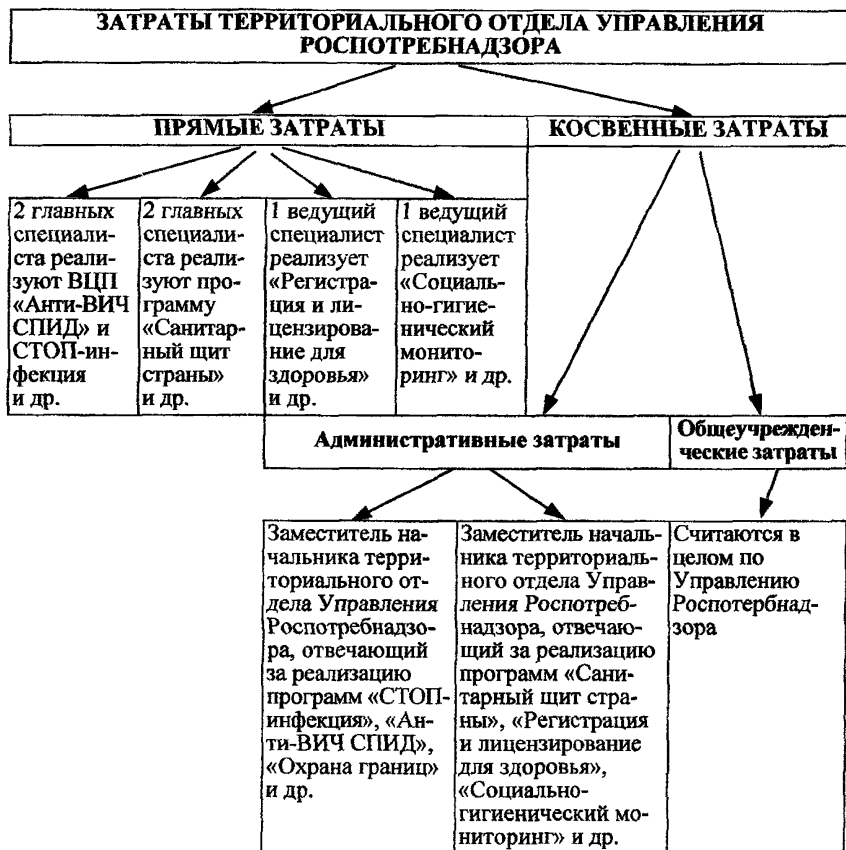 ЗАТРАТЫ ТЕРРИТОРИАЛЬНОГО ОТДЕЛА УПРАВЛЕНИЯ
РОСПОТРЕБНАДЗОРА
ПРЯМЫЕ ЗАТРАТЫ
КОСВЕННЫЕ ЗАТРАТЫ
2 главных
специали-
ста реали-
зуют ВЦП
«Анти-ВИЧ
СПИД» и
СТОП-ин-
фекция
и др.
2 главных
специали-
ста реали-
зуют про-
грамму
«Санитар-
ный щит
страны»
и др.
1 ведущий
специалист
реализует
«Регистра-
ция и ли-
цензирова-
ние для
здоровья»
и др.
1 ведущий
специалист
реализует
«Социаль-
но-гигие-
нический
монито-
ринг» и др.
Административные затраты
Общеучрежден-
ческие затраты
Заместитель на-
чальника терри-
ториального от-
дела Управления
Роспотребнадзо-
ра, отвечающий
за реализацию
программ «СТОП-
инфекция», «Ан-
ти-ВИЧ СПИД»,
«Охрана границ»
и др.
Заместитель началь-
ника территориаль-
ного отдела Управ-
ления Роспотреб-
надзора, отвечаю-
щий за реализацию
программ «Сани-
тарный щит стра-
ны», «Регистрация
и лицензирование
для здоровья»,
«Социально-
гигиенический мо-
ниторинг» и др.
Считаются в
целом по
Управлению
Роспотербнад-
зора